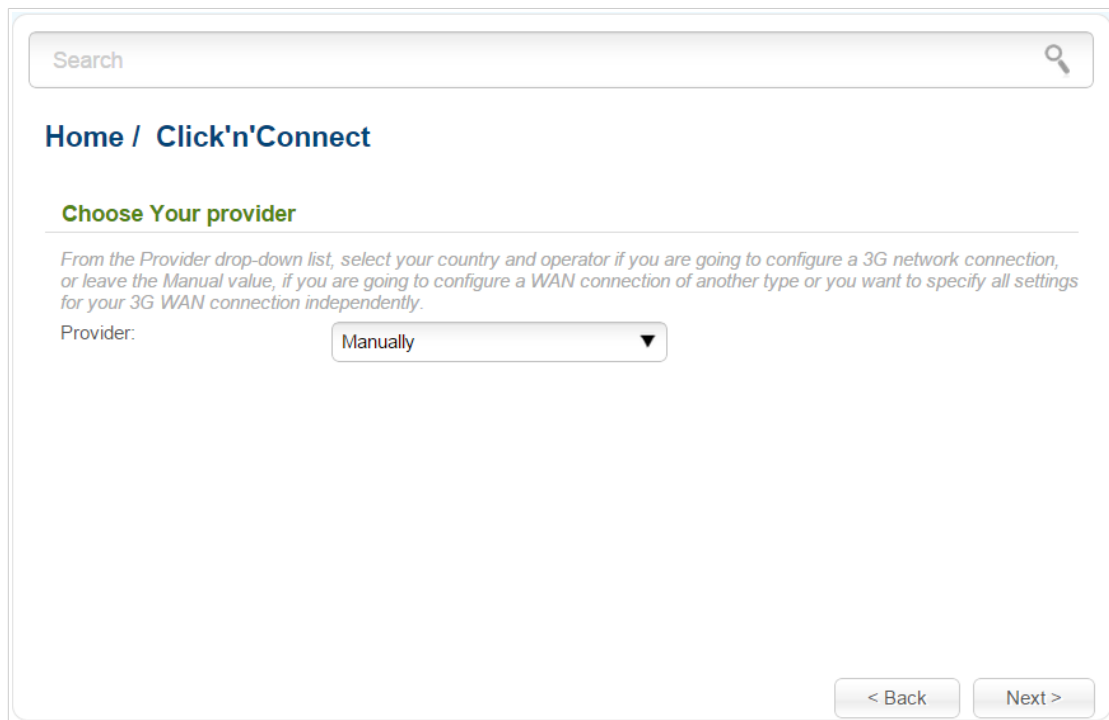 Search
Home / Click'n'Connect
Choose Your provider
From the Provider drop-down list, select your country and operator if you are going to configure a 3G network connection,
or leave the Manual value, if you are going to configure a WAN connection of another type or you want to specify all settings
for your 3G WAN connection independently.
Provider:
Manually
< Back
Next >